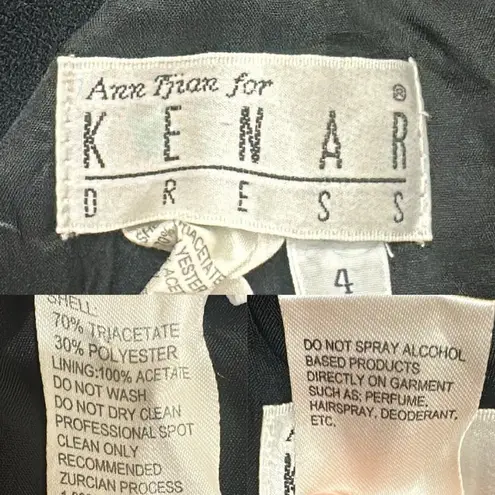 Ann Tjian for
KENAR ®
DRESS
TRIACETATE
4
SHELL:
70% TRIACETATE
30% POLYESTER
LINING:100% ACETATE
DO NOT WASH
DO NOT DRY CLEAN
PROFESSIONAL SPOT
CLEAN ONLY
RECOMMENDED
ZURCIAN PROCESS
DO NOT SPRAY ALCOHOL
BASED PRODUCTS
DIRECTLY ON GARMENT
SUCH AS; PERFUME,
HAIRSPRAY, DEODERANT,
ETC.